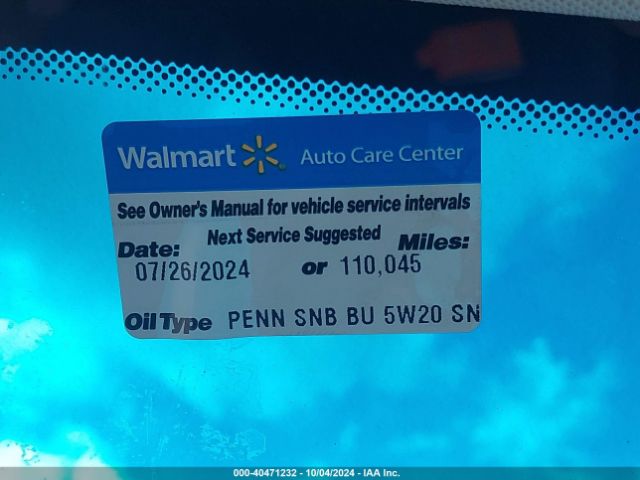 Walmart Auto Care Center
See Owner's Manual for vehicle service intervals
Next Service Suggested
Date: Miles:
07/26/2024 or 110,045
Oil Type PENN SNB BU 5W20 SN
000-40471232 - 10/04/2024 - IAA Inc.